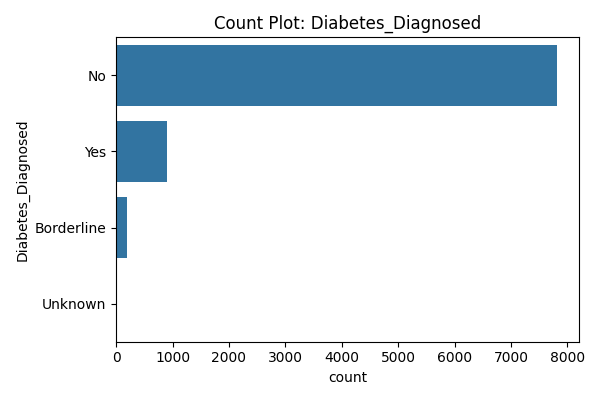 Count Plot: Diabetes_Diagnosed
Diabetes_Diagnosed
No
Yes
Borderline
Unknown
0 1000 2000 3000 4000 5000 6000 7000 8000
count